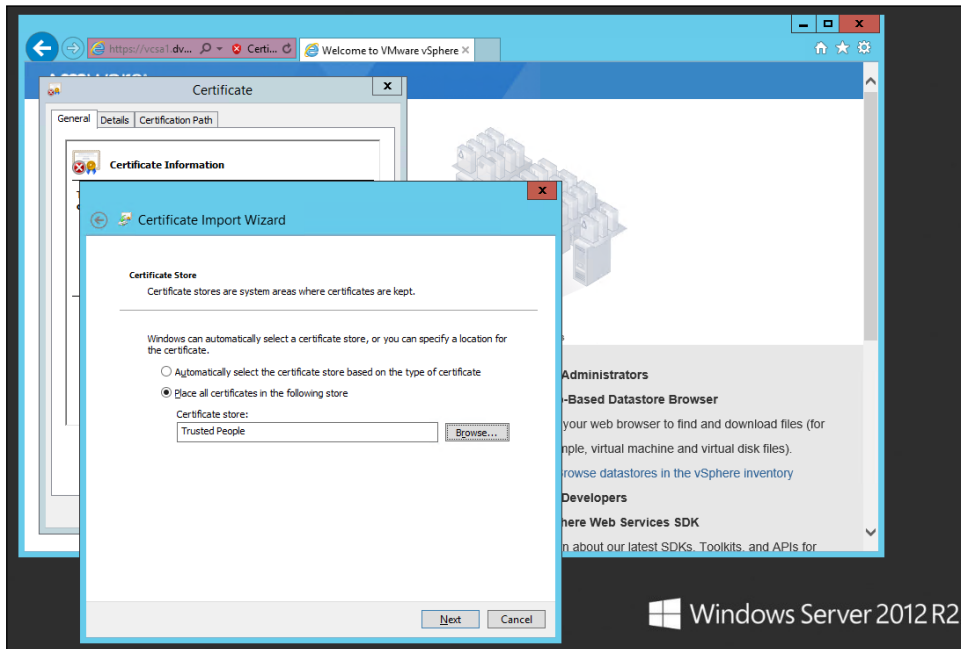 https://vcsa1.dv...
Certi...
Welcome to VMware vSphere
Certificate
General
Details
Certification Path
Certificate Information
Certificate Import Wizard
Certificate Store
Certificate stores are system areas where certificates are kept.
Windows can automatically select a certificate store, or you can specify a location for
the certificate.
Automatically select the certificate store based on the type of certificate
Place all certificates in the following store
Certificate store:
Trusted People
Browse...
Next
Cancel
Administrators
-Based Datastore Browser
your web browser to find and download files (for
mple, virtual machine and virtual disk files).
rowse datastores in the vSphere inventory
Developers
here Web Services SDK
n about our latest SDKs, Toolkits, and APIs for
Windows Server 2012 R2